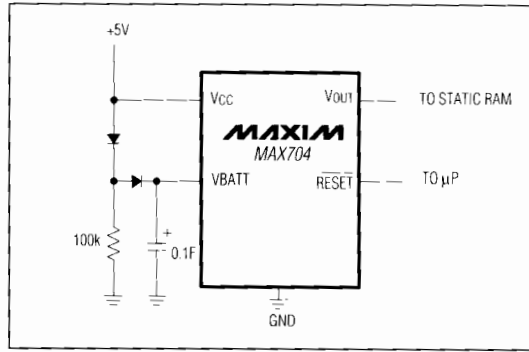 +5V
VCC
VOUT
TO STATIC RAM
MAXIM
MAX704
VBATT
RESET
TO μP
100k
+
0.1F
GND